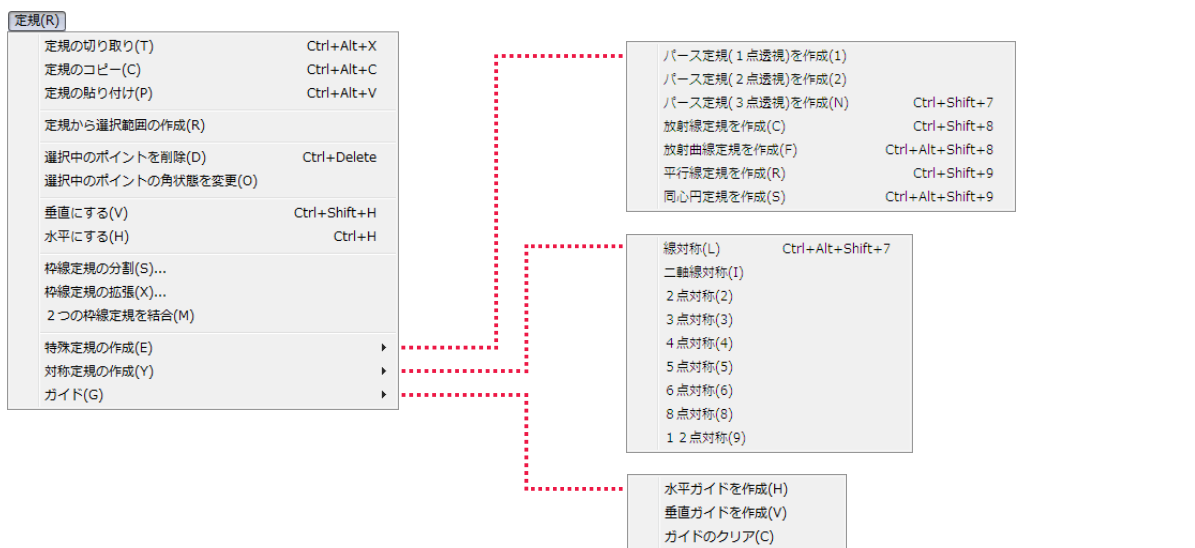 定規(R)
定規の切り取り(T) Ctrl+Alt+X
定規のコピー(C) Ctrl+Alt+C
定規の貼り付け(P) Ctrl+Alt+V
定規から選択範囲の作成(R)
選択中のポイントを削除(D) Ctrl+Delete
選択中のポイントの角状態を変更(O)
垂直にする(V) Ctrl+Shift+H
水平にする(H) Ctrl+H
枠線定規の分割(S)...
枠線定規の拡張(X)...
２つの枠線定規を結合(M)
特殊定規の作成(E)
対称定規の作成(Y)
ガイド(G)
パース定規(１点透視)を作成(1)
パース定規(２点透視)を作成(2)
パース定規(３点透視)を作成(N) Ctrl+Shift+7
放射線定規を作成(C) Ctrl+Shift+8
放射曲線定規を作成(F) Ctrl+Alt+Shift+8
平行線定規を作成(R) Ctrl+Shift+9
同心円定規を作成(S) Ctrl+Alt+Shift+9
線対称(L) Ctrl+Alt+Shift+7
二軸線対称(I)
２点対称(2)
３点対称(3)
４点対称(4)
５点対称(5)
６点対称(6)
８点対称(8)
１２点対称(9)
水平ガイドを作成(H)
垂直ガイドを作成(V)
ガイドのクリア(C)